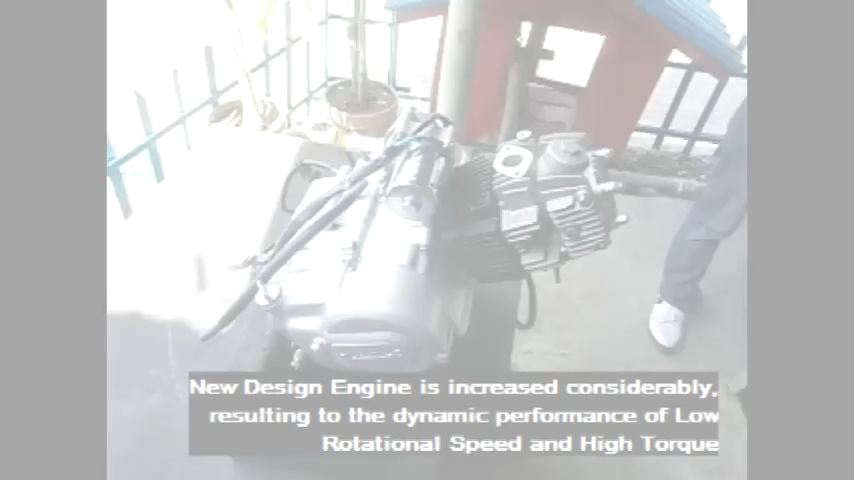 New Design Engine is increased considerably,
resulting to the dynamic performance of Low
Rotational Speed and High Torque